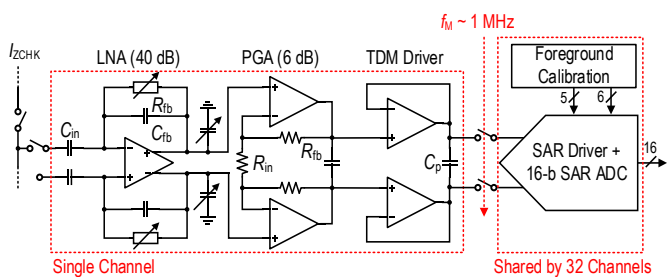 f_M ~ 1 MHz
I_ZCHK
LNA (40 dB)
PGA (6 dB)
TDM Driver
Foreground
Calibration
5
6
R_fb
C_in
C_fb
R_in
R_fb
C_p
SAR Driver +
16-b SAR ADC
16
Single Channel
Shared by 32 Channels